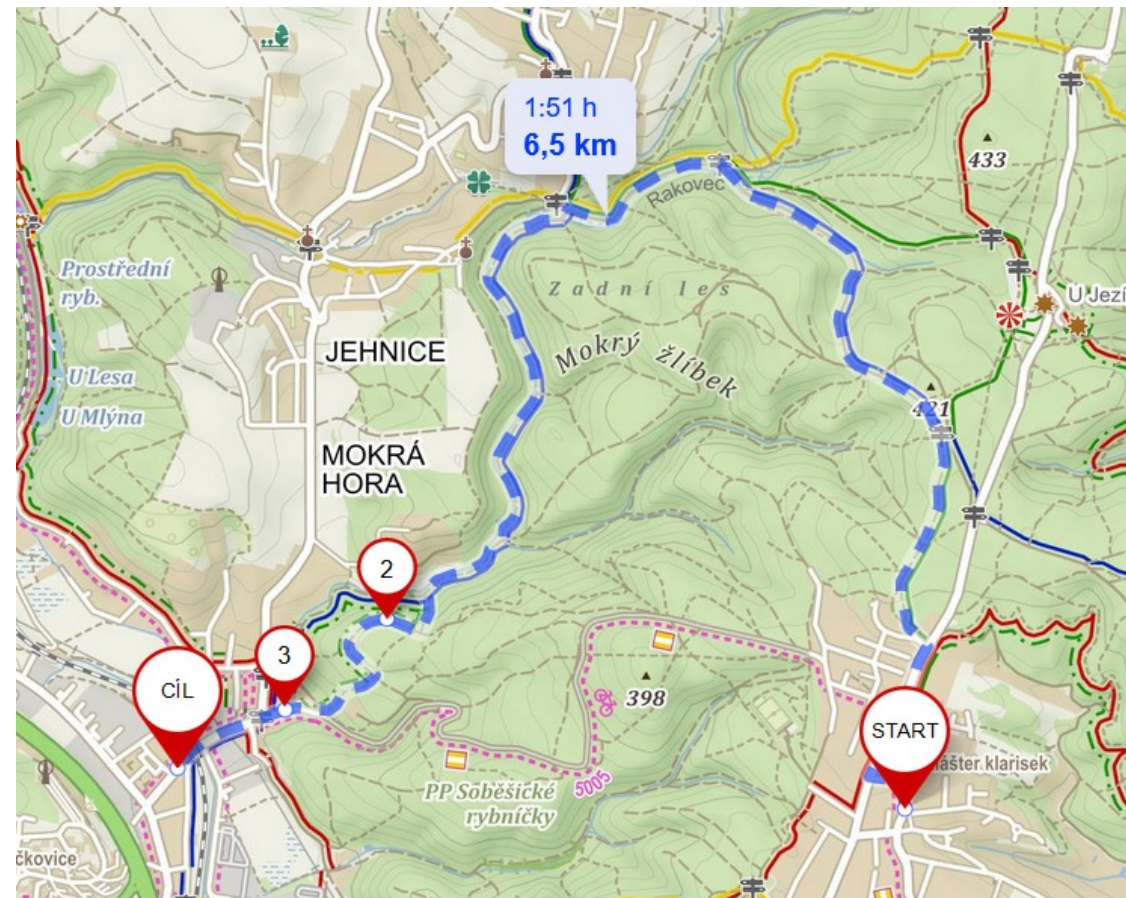 1:51 h
6,5 km
433
Rakovec
Prostřední
ryb.
Zadní les
U Jezí
JEHNICE
Mokrý žlíbek
U Lesa
U Mlýna
421
MOKRÁ
HORA
2
3
CÍL
398
START
ášter klarisek
PP Soběšické
rybníčky
5005
čkovice